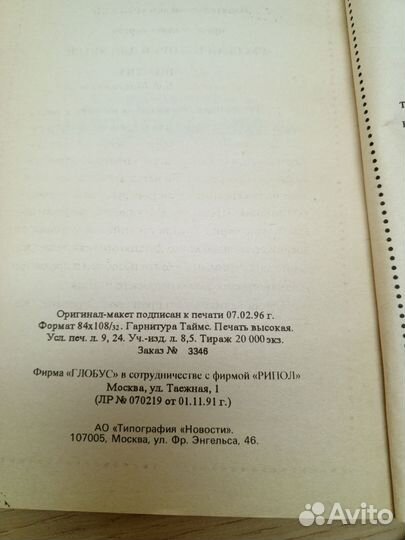 Оригинал-макет подписан к печати 07.02.96 г.
Формат 84х108/32. Гарнитура Таймс. Печать высокая.
Усл. печ. л. 9, 24. Уч.-изд. л. 8,5. Тираж 20 000 экз.
Заказ № 3346
Фирма «ГЛОБУС» в сотрудничестве с фирмой «РИПОЛ»
Москва, ул. Таежная, 1
(ЛР № 070219 от 01.11.91 г.)
АО «Типография «Новости».
107005, Москва, ул. Фр. Энгельса, 46.
Avito